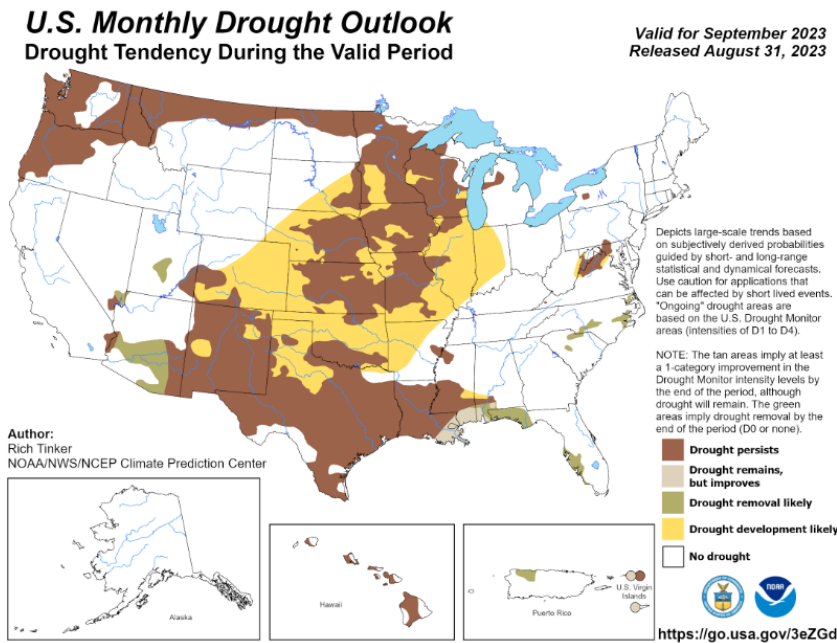 U.S. Monthly Drought Outlook
Drought Tendency During the Valid Period
Valid for September 2023
Released August 31, 2023
Depicts large-scale trends based
on subjectively derived probabilities
guided by short- and long-range
statistical and dynamical forecasts.
Use caution for applications that
can be affected by short lived events.
"Ongoing" drought areas are
based on the U.S. Drought Monitor
areas (intensities of D1 to D4).
NOTE: The tan areas imply at least
a 1-category improvement in the
Drought Monitor intensity levels by
the end of the period, although
drought will remain. The green
areas imply drought removal by the
end of the period (D0 or none).
Author:
Rich Tinker
NOAA/NWS/NCEP Climate Prediction Center
Drought persists
Drought remains,
but improves
Drought removal likely
Drought development likely
No drought
Alaska
Hawaii
Puerto Rico
U.S. Virgin
Islands
NOAA
https://go.usa.gov/3eZGd